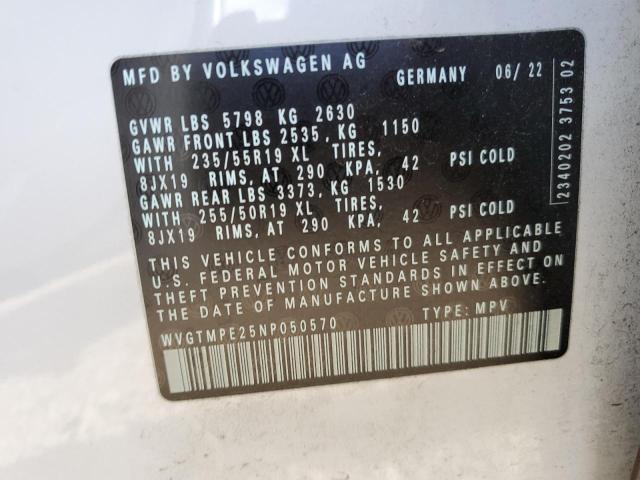 MFD BY VOLKSWAGEN AG GERMANY 06/ 22
GVWR LBS 5798 KG 2630
GAWR FRONT LBS 2535 , KG 1150
WITH 235/55R19 XL TIRES,
8JX19 RIMS, AT 290 KPA, 42 PSI COLD
GAWR REAR LBS 3373, KG 1530
WITH 255/50R19 XL TIRES,
8JX19 RIMS, AT 290 KPA, 42 PSI COLD
THIS VEHICLE CONFORMS TO ALL APPLICABLE
U.S. FEDERAL MOTOR VEHICLE SAFETY AND
THEFT PREVENTION STANDARDS IN EFFECT ON
THE DATE OF MANUFACTURE SHOWN ABOVE.
WVGTMPE25NP050570 TYPE: MPV
2340202 3753 02